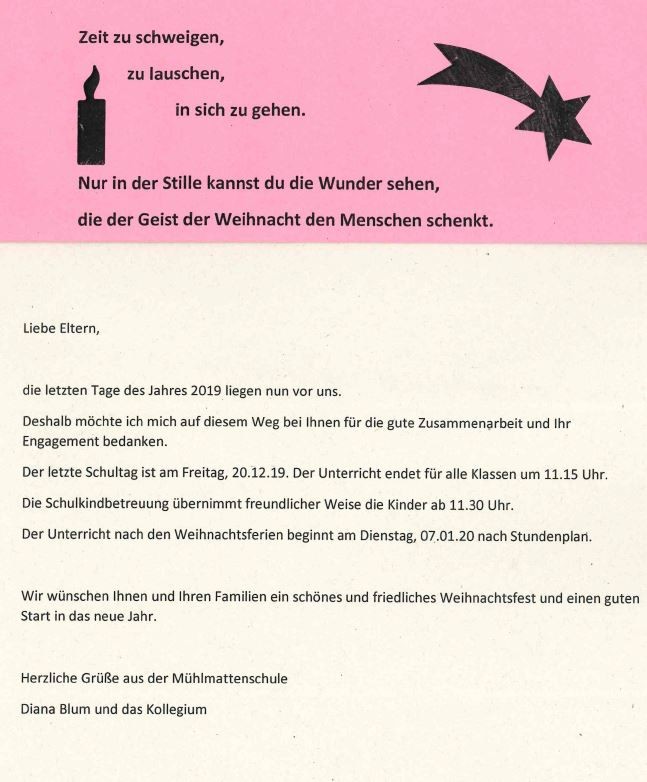 Zeit zu schweigen,
zu lauschen,
in sich zu gehen.
Nur in der Stille kannst du die Wunder sehen,
die der Geist der Weihnacht den Menschen schenkt.
Liebe Eltern,
die letzten Tage des Jahres 2019 liegen nun vor uns.
Deshalb möchte ich mich auf diesem Weg bei Ihnen für die gute Zusammenarbeit und Ihr
Engagement bedanken.
Der letzte Schultag ist am Freitag, 20.12.19. Der Unterricht endet für alle Klassen um 11.15 Uhr.
Die Schulkindbetreuung übernimmt freundlicher Weise die Kinder ab 11.30 Uhr.
Der Unterricht nach den Weihnachtsferien beginnt am Dienstag, 07.01.20 nach Stundenplan.
Wir wünschen Ihnen und Ihren Familien ein schönes und friedliches Weihnachtsfest und einen guten
Start in das neue Jahr.
Herzliche Grüße aus der Mühlmattenschule
Diana Blum und das Kollegium